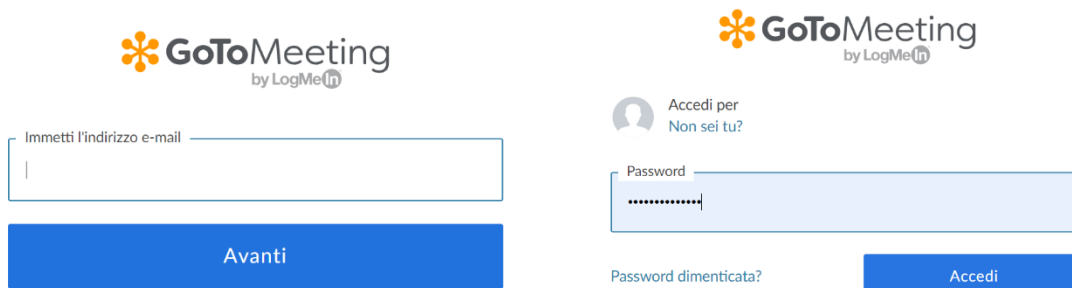 GoToMeeting
by LogMeIn
Immetti l'indirizzo e-mail
Avanti
GoToMeeting
by LogMeIn
Accedi per
Non sei tu?
Password
••••••••••••••
Password dimenticata?
Accedi